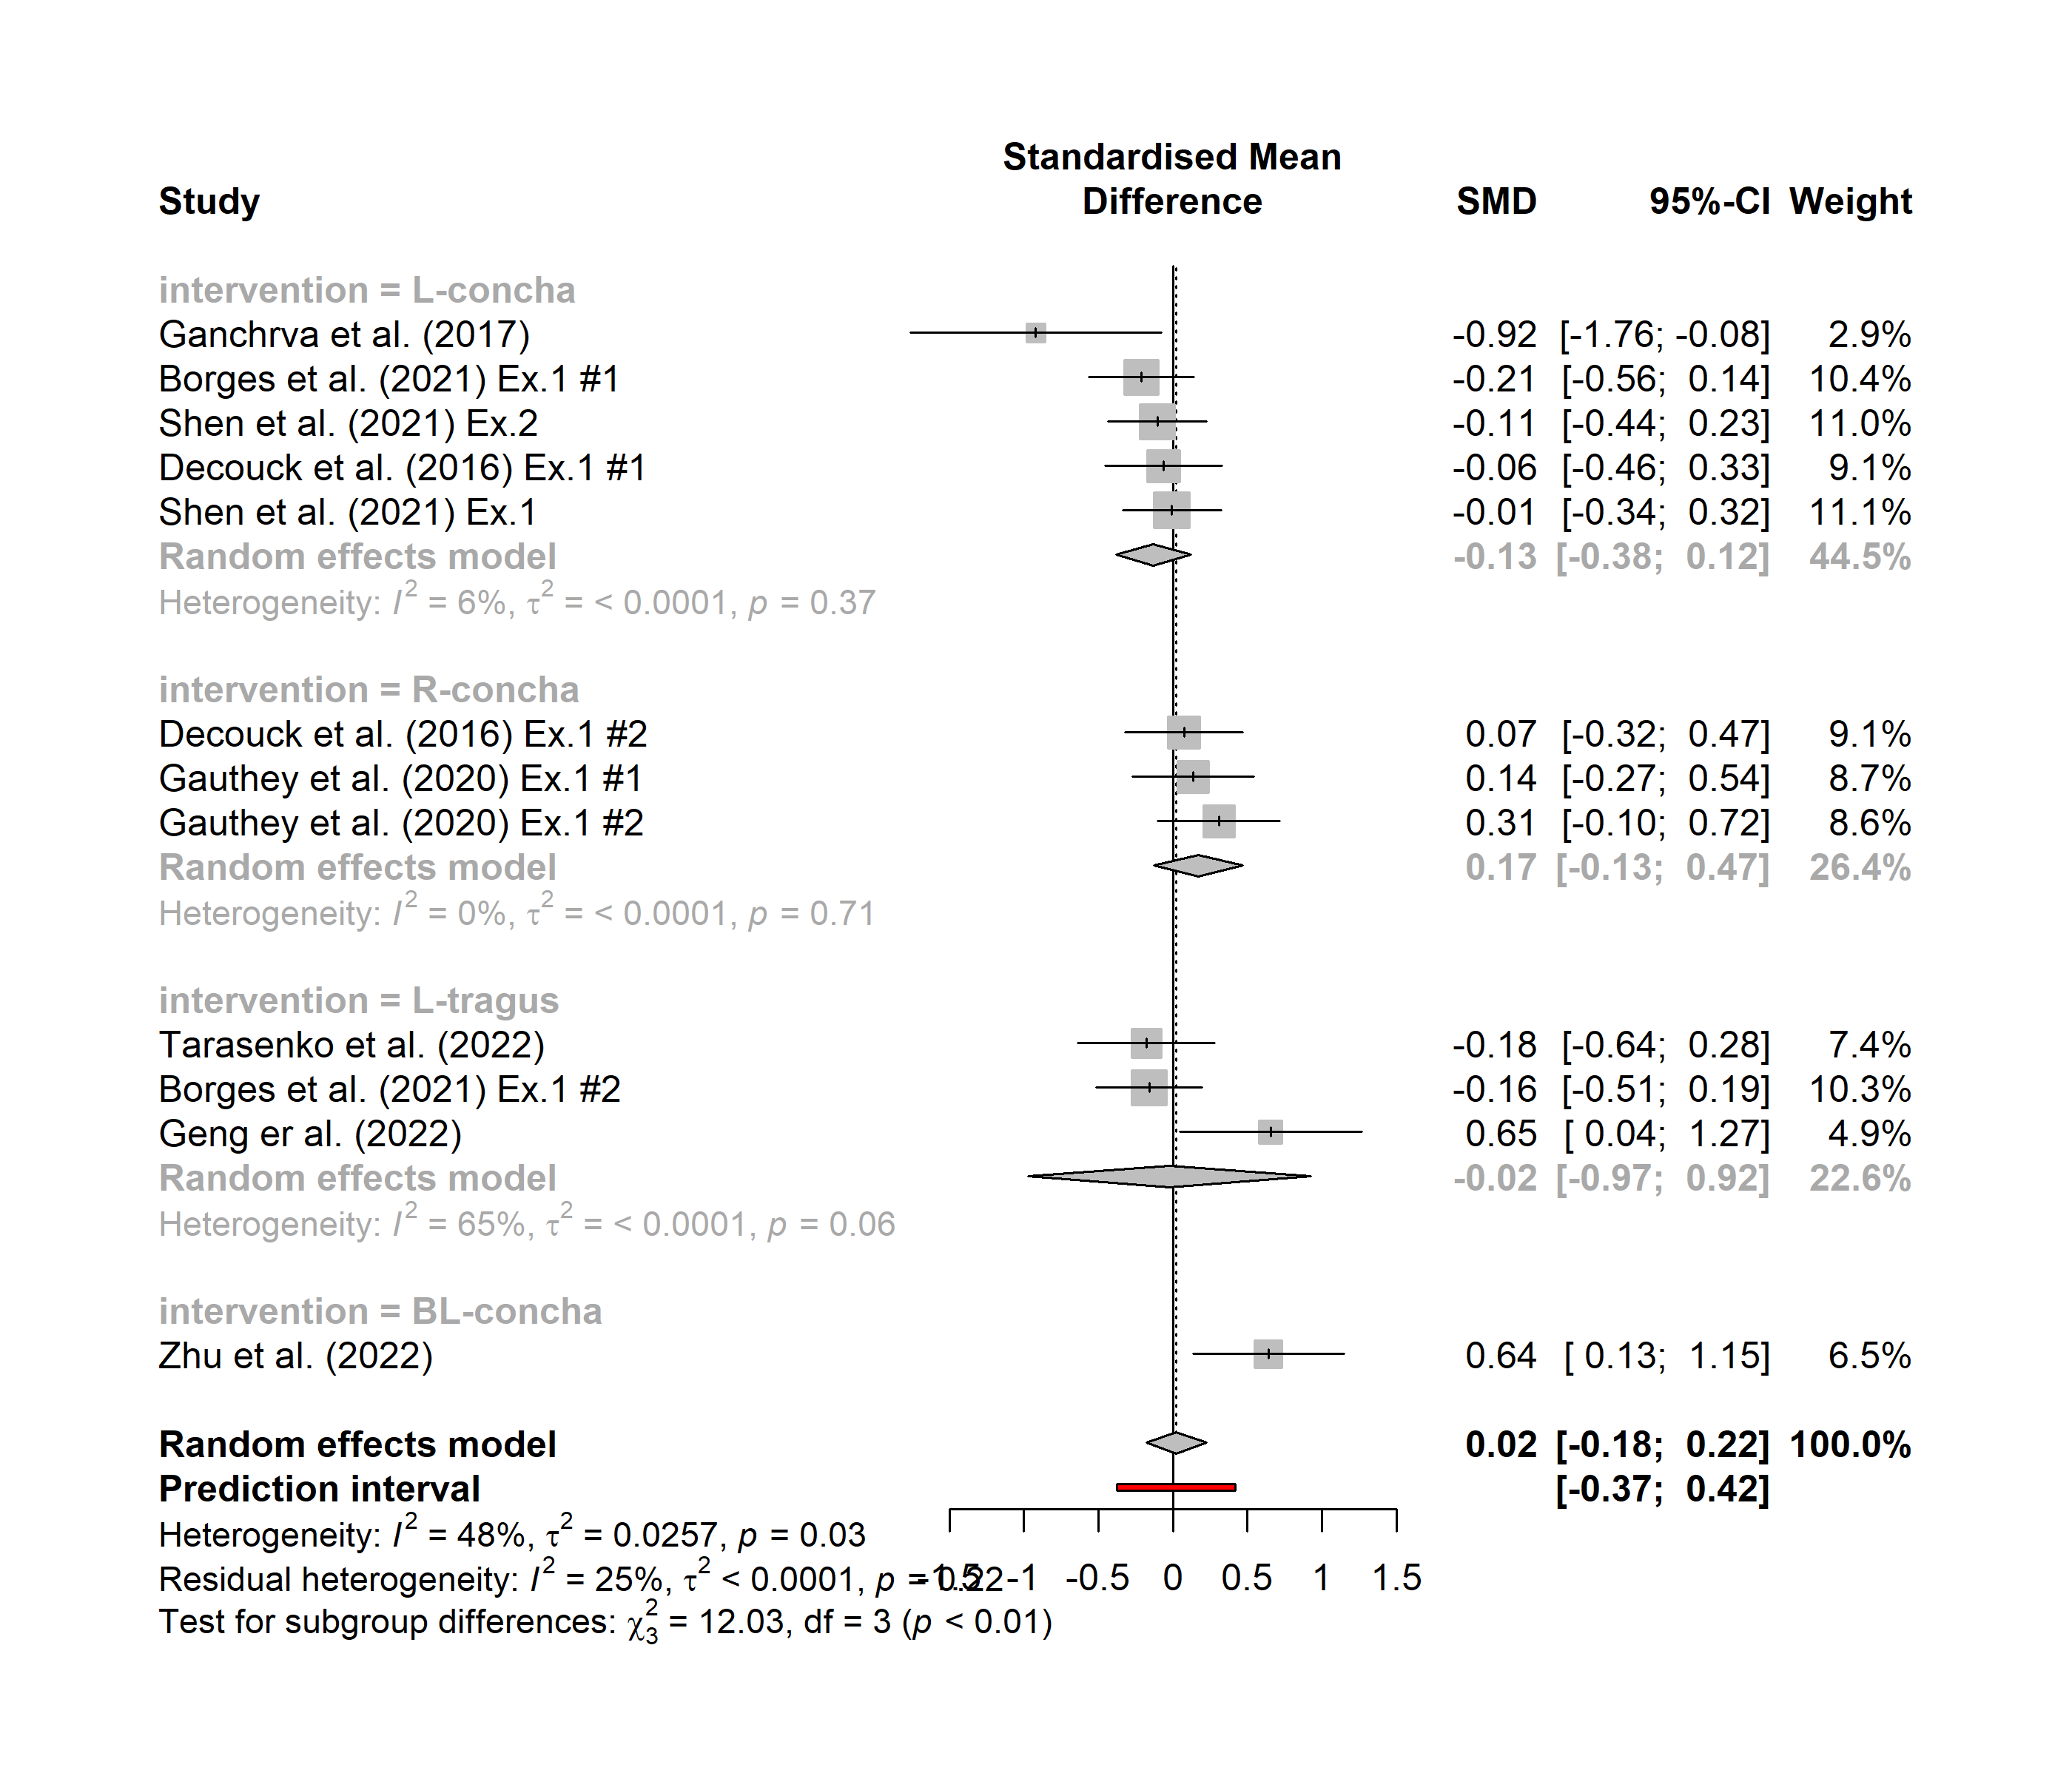 Standardised Mean
Study Difference SMD 95%-CI Weight
intervention = L-concha
Ganchrva et al. (2017) -0.92 [-1.76; -0.08] 2.9%
Borges et al. (2021) Ex.1 #1 -0.21 [-0.56; 0.14] 10.4%
Shen et al. (2021) Ex.2 -0.11 [-0.44; 0.23] 11.0%
Decouck et al. (2016) Ex.1 #1 -0.06 [-0.46; 0.33] 9.1%
Shen et al. (2021) Ex.1 -0.01 [-0.34; 0.32] 11.1%
Random effects model -0.13 [-0.38; 0.12] 44.5%
Heterogeneity: I² = 6%, τ² = < 0.0001, p = 0.37
intervention = R-concha
Decouck et al. (2016) Ex.1 #2 0.07 [-0.32; 0.47] 9.1%
Gauthey et al. (2020) Ex.1 #1 0.14 [-0.27; 0.54] 8.7%
Gauthey et al. (2020) Ex.1 #2 0.31 [-0.10; 0.72] 8.6%
Random effects model 0.17 [-0.13; 0.47] 26.4%
Heterogeneity: I² = 0%, τ² = < 0.0001, p = 0.71
intervention = L-tragus
Tarasenko et al. (2022) -0.18 [-0.64; 0.28] 7.4%
Borges et al. (2021) Ex.1 #2 -0.16 [-0.51; 0.19] 10.3%
Geng er al. (2022) 0.65 [ 0.04; 1.27] 4.9%
Random effects model -0.02 [-0.97; 0.92] 22.6%
Heterogeneity: I² = 65%, τ² = < 0.0001, p = 0.06
intervention = BL-concha
Zhu et al. (2022) 0.64 [ 0.13; 1.15] 6.5%
Random effects model 0.02 [-0.18; 0.22] 100.0%
Prediction interval [-0.37; 0.42]
Heterogeneity: I² = 48%, τ² = 0.0257, p = 0.03
Residual heterogeneity: I² = 25%, τ² < 0.0001, p = 0.22 -1.5 -1 -0.5 0 0.5 1 1.5
Test for subgroup differences: χ²₃ = 12.03, df = 3 (p < 0.01)